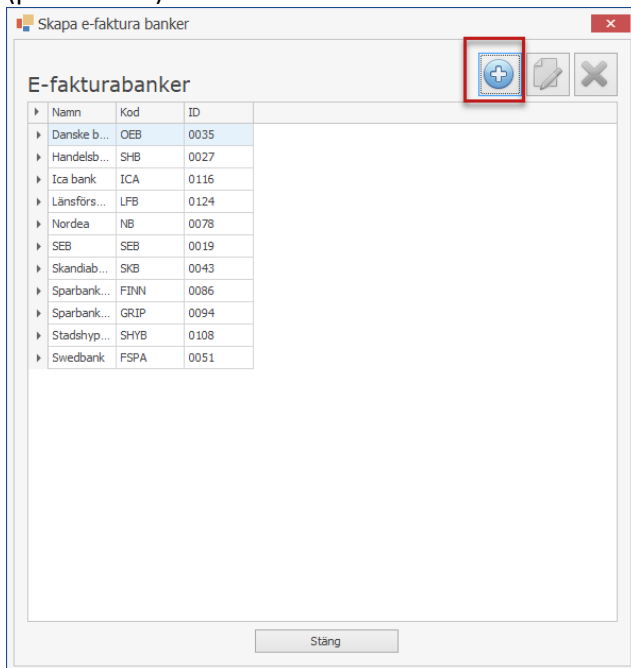 Skapa e-faktura banker
E-fakturabanker
Namn Kod ID
Danske b... OEB 0035
Handelsb... SHB 0027
Ica bank ICA 0116
Länsförs... LFB 0124
Nordea NB 0078
SEB SEB 0019
Skandiab... SKB 0043
Sparbank... FINN 0086
Sparbank... GRIP 0094
Stadshyp... SHYB 0108
Swedbank FSPA 0051
Stäng